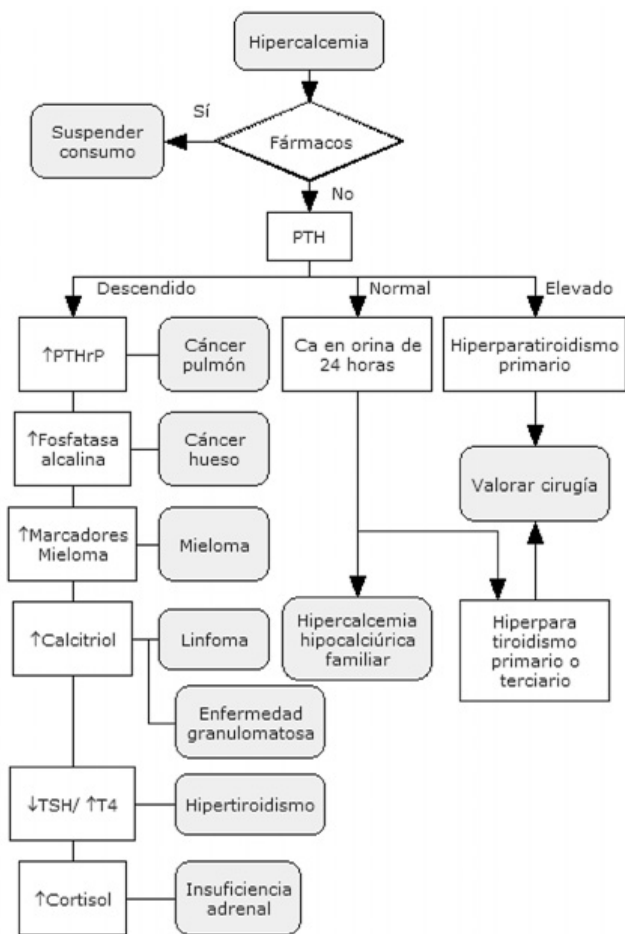 Hipercalcemia
Sí
Suspender
consumo
Fármacos
No
PTH
Descendido
Normal
Elevado
↑PTHrP
Cáncer
pulmón
Ca en orina de
24 horas
Hiperparatiroidismo
primario
↑Fosfatasa
alcalina
Cáncer
hueso
Valorar cirugía
↑Marcadores
Mieloma
Mieloma
↑Calcitriol
Linfoma
Hipercalcemia
hipocalciúrica
familiar
Hiperpara
tiroidismo
primario o
terciario
Enfermedad
granulomatosa
↓TSH/ ↑T4
Hipertiroidismo
↑Cortisol
Insuficiencia
adrenal